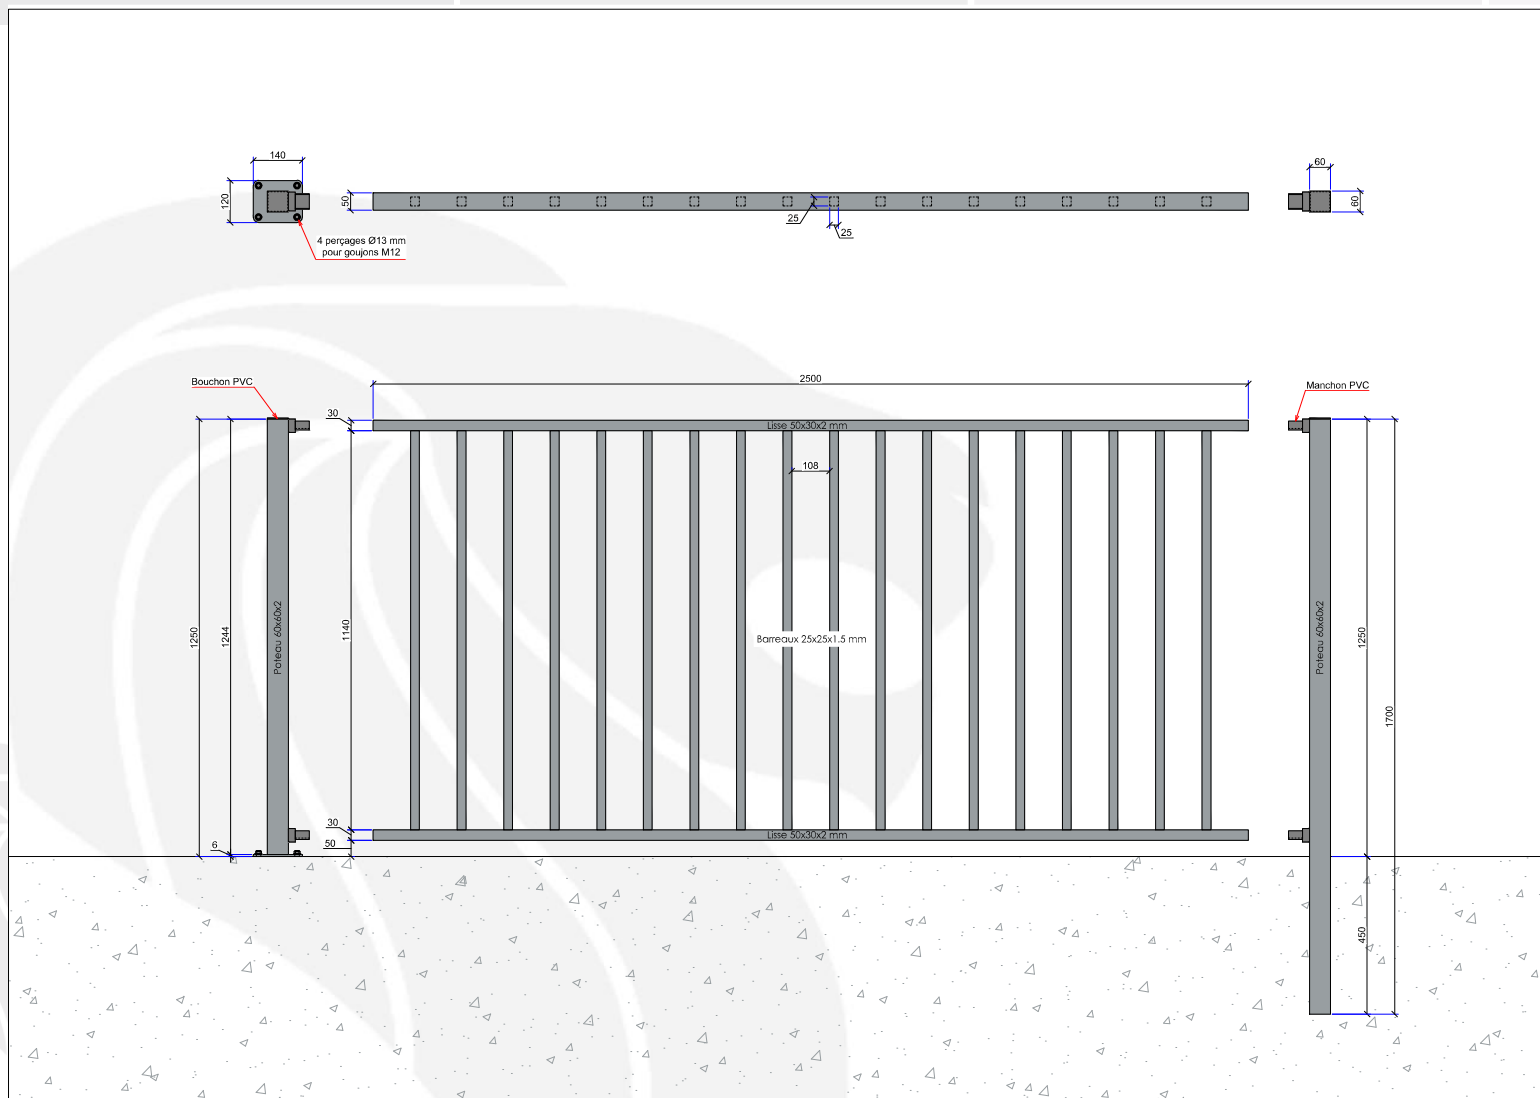 140
120
4 perçages Ø13 mm
pour goujons M12
50
25
25
60
60
Bouchon PVC
2500
Manchon PVC
30
Lisse 50x30x2 mm
108
1250
1244
Poteau 60x60x2
1140
Barreaux 25x25x1.5 mm
Poteau 60x60x2
1250
1700
30
Lisse 50x30x2 mm
50
6
450